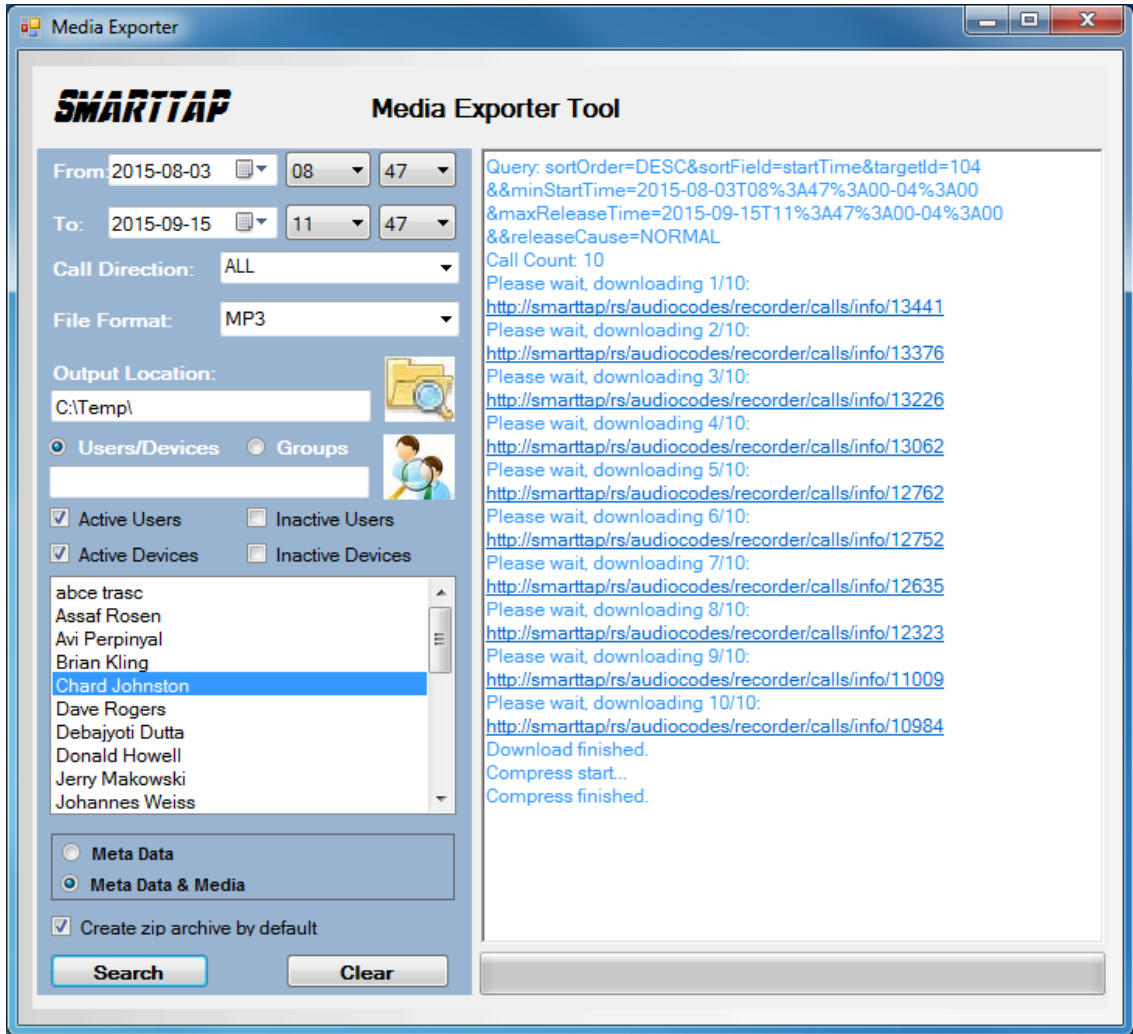 Media Exporter
SMARTTAP
Media Exporter Tool
From: 2015-08-03 08 47
To: 2015-09-15 11 47
Call Direction: ALL
File Format: MP3
Output Location:
C:\Temp\
Users/Devices Groups
Active Users Inactive Users
Active Devices Inactive Devices
abce trasc
Assaf Rosen
Avi Perpinyal
Brian Kling
Chard Johnston
Dave Rogers
Debajyoti Dutta
Donald Howell
Jerry Makowski
Johannes Weiss
Meta Data
Meta Data & Media
Create zip archive by default
Search Clear
Query: sortOrder=DESC&sortField=startTime&targetId=104
&&minStartTime=2015-08-03T08%3A47%3A00-04%3A00
&maxReleaseTime=2015-09-15T11%3A47%3A00-04%3A00
&&releaseCause=NORMAL
Call Count: 10
Please wait, downloading 1/10:
http://smarttap/rs/audiocodes/recorder/calls/info/13441
Please wait, downloading 2/10:
http://smarttap/rs/audiocodes/recorder/calls/info/13376
Please wait, downloading 3/10:
http://smarttap/rs/audiocodes/recorder/calls/info/13226
Please wait, downloading 4/10:
http://smarttap/rs/audiocodes/recorder/calls/info/13062
Please wait, downloading 5/10:
http://smarttap/rs/audiocodes/recorder/calls/info/12762
Please wait, downloading 6/10:
http://smarttap/rs/audiocodes/recorder/calls/info/12752
Please wait, downloading 7/10:
http://smarttap/rs/audiocodes/recorder/calls/info/12635
Please wait, downloading 8/10:
http://smarttap/rs/audiocodes/recorder/calls/info/12323
Please wait, downloading 9/10:
http://smarttap/rs/audiocodes/recorder/calls/info/11009
Please wait, downloading 10/10:
http://smarttap/rs/audiocodes/recorder/calls/info/10984
Download finished.
Compress start...
Compress finished.